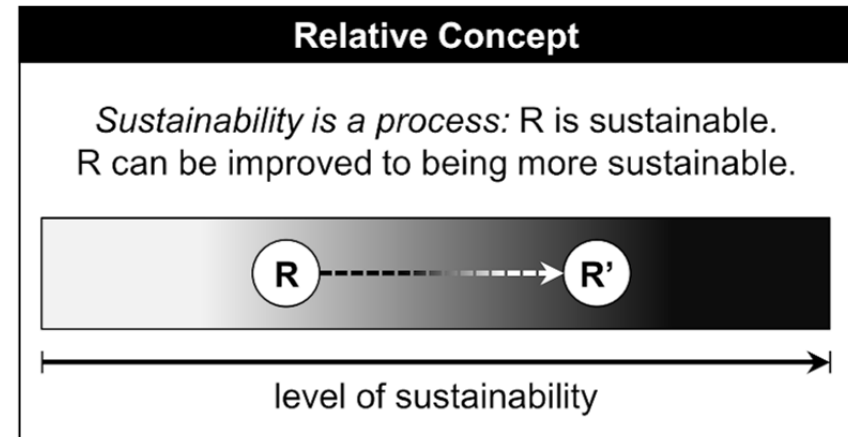 Relative Concept
Sustainability is a process: R is sustainable.
R can be improved to being more sustainable.
R
R’
level of sustainability